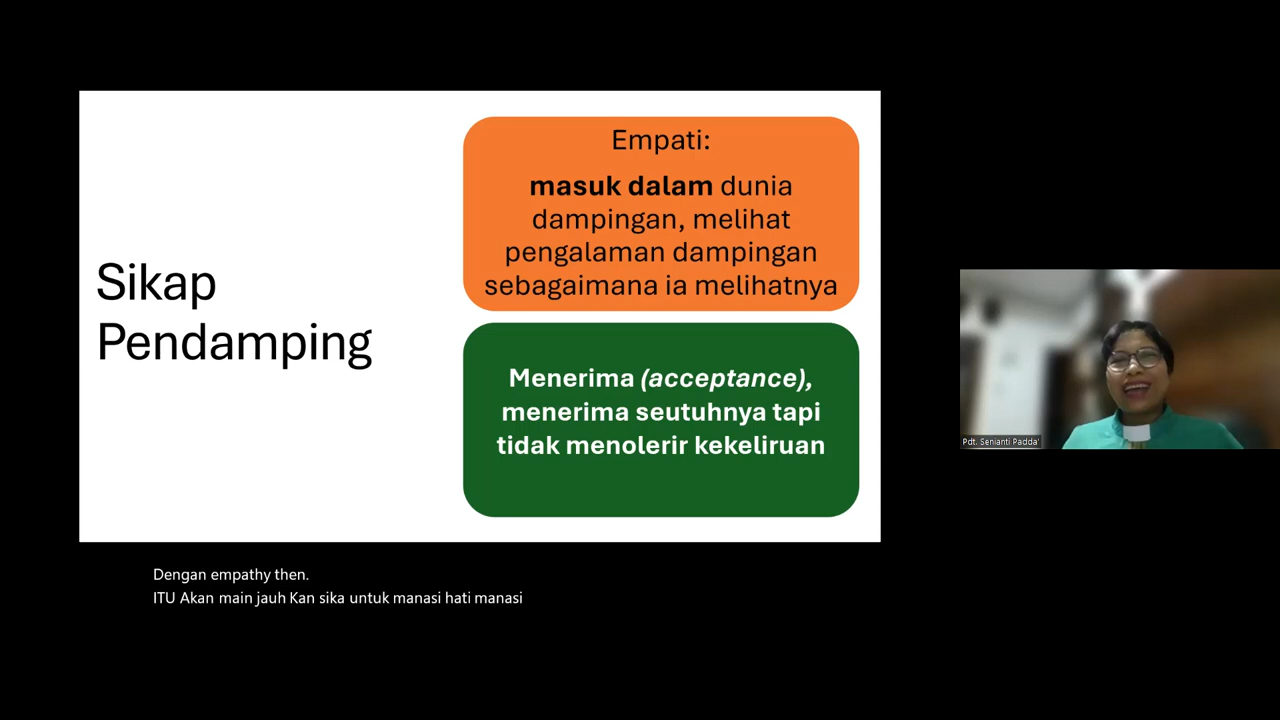 Sikap
Pendamping
Empati:
masuk dalam dunia
dampingan, melihat
pengalaman dampingan
sebagaimana ia melihatnya
Menerima (acceptance),
menerima seutuhnya tapi
tidak menolerir kekeliruan
Pdt. Senianti Padda'
Dengan empathy then.
ITU Akan main jauh Kan sika untuk manasi hati manasi